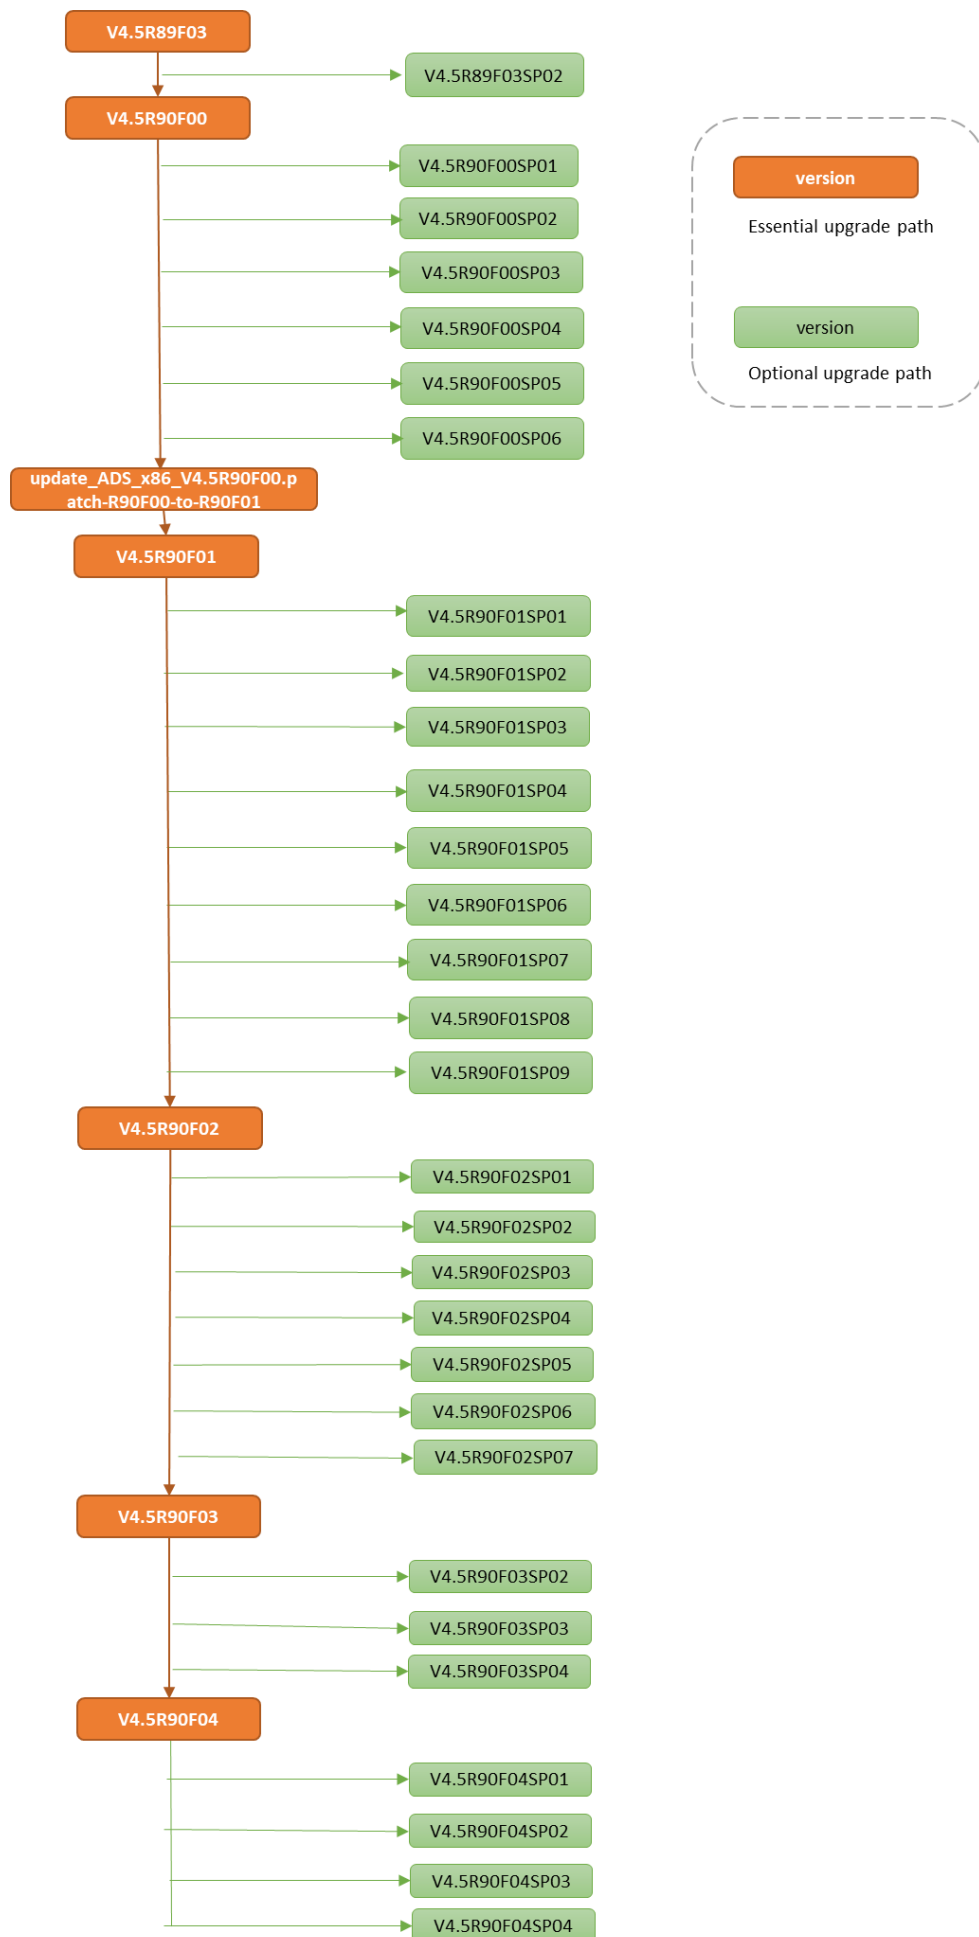 V4.5R89F03
V4.5R89F03SP02
V4.5R90F00
V4.5R90F00SP01
V4.5R90F00SP02
V4.5R90F00SP03
V4.5R90F00SP04
V4.5R90F00SP05
V4.5R90F00SP06
version
Essential upgrade path
version
Optional upgrade path
update_ADS_x86_V4.5R90F00.p
atch-R90F00-to-R90F01
V4.5R90F01
V4.5R90F01SP01
V4.5R90F01SP02
V4.5R90F01SP03
V4.5R90F01SP04
V4.5R90F01SP05
V4.5R90F01SP06
V4.5R90F01SP07
V4.5R90F01SP08
V4.5R90F01SP09
V4.5R90F02
V4.5R90F02SP01
V4.5R90F02SP02
V4.5R90F02SP03
V4.5R90F02SP04
V4.5R90F02SP05
V4.5R90F02SP06
V4.5R90F02SP07
V4.5R90F03
V4.5R90F03SP02
V4.5R90F03SP03
V4.5R90F03SP04
V4.5R90F04
V4.5R90F04SP01
V4.5R90F04SP02
V4.5R90F04SP03
V4.5R90F04SP04